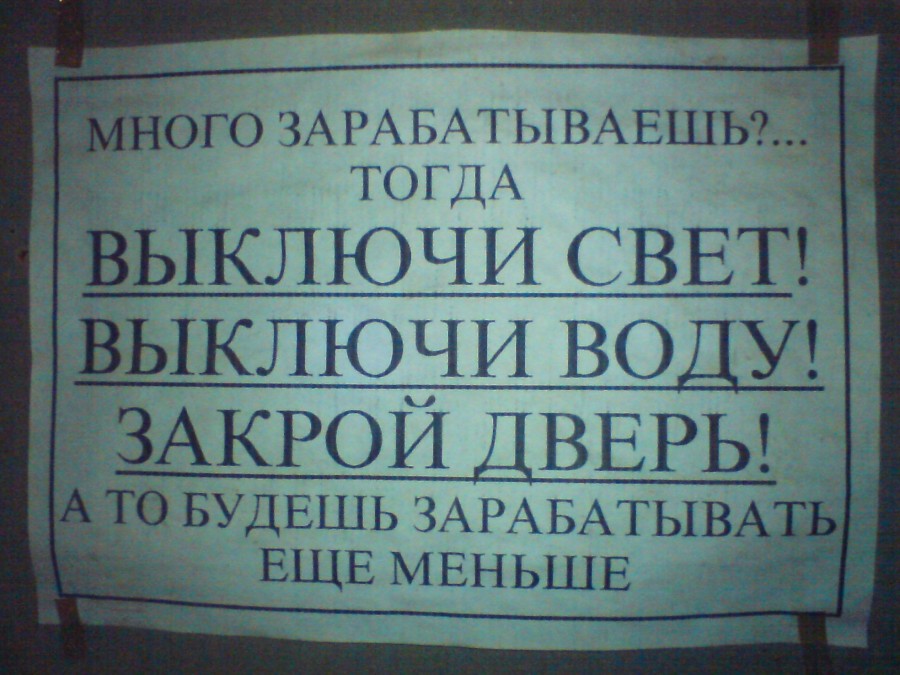 МНОГО ЗАРАБАТЫВАЕШЬ?...
ТОГДА
ВЫКЛЮЧИ СВЕТ!
ВЫКЛЮЧИ ВОДУ!
ЗАКРОЙ ДВЕРЬ!
А ТО БУДЕШЬ ЗАРАБАТЫВАТЬ
ЕЩЕ МЕНЬШЕ